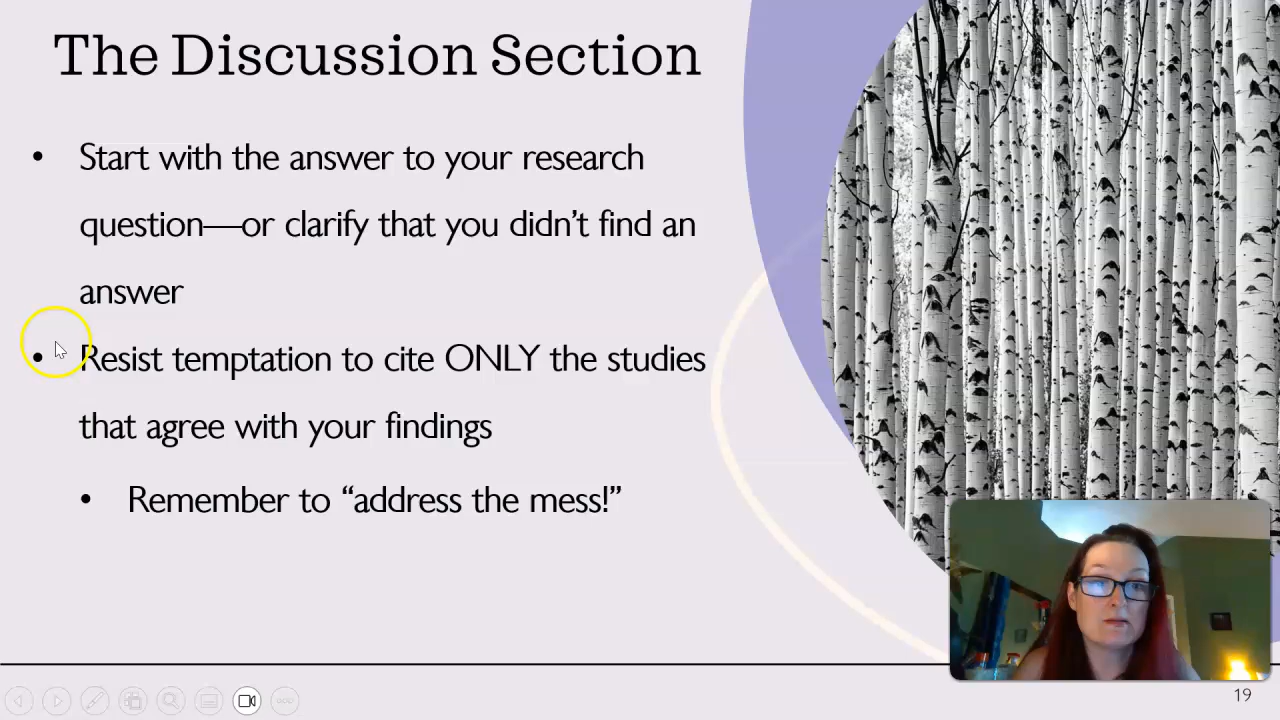 The Discussion Section
• Start with the answer to your research
question—or clarify that you didn’t find an
answer
• Resist temptation to cite ONLY the studies
that agree with your findings
• Remember to “address the mess!”
19